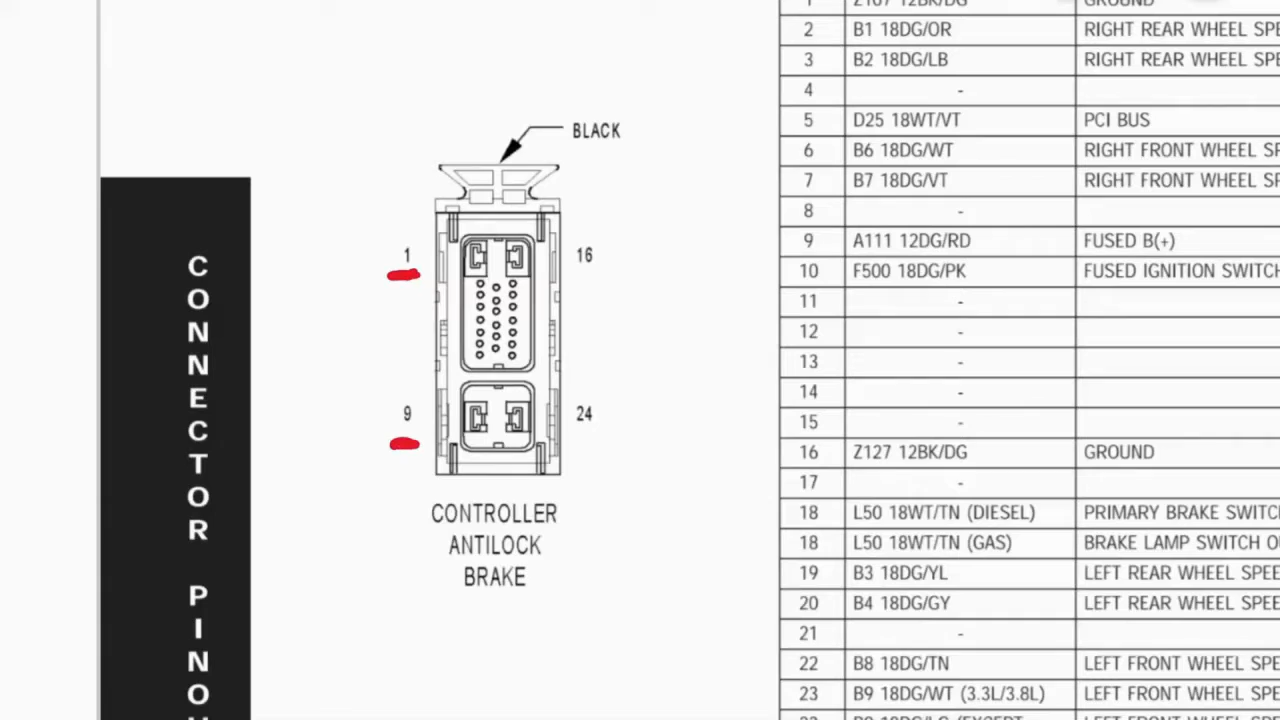 1 Z107 12BK/DG GROUND
2 B1 18DG/OR RIGHT REAR WHEEL SPE
3 B2 18DG/LB RIGHT REAR WHEEL SPE
4 -
5 D25 18WT/VT PCI BUS
6 B6 18DG/WT RIGHT FRONT WHEEL SP
7 B7 18DG/VT RIGHT FRONT WHEEL SP
8 -
9 A111 12DG/RD FUSED B(+)
10 F500 18DG/PK FUSED IGNITION SWITCH
11 -
12 -
13 -
14 -
15 -
16 Z127 12BK/DG GROUND
17 -
18 L50 18WT/TN (DIESEL) PRIMARY BRAKE SWITC
18 L50 18WT/TN (GAS) BRAKE LAMP SWITCH O
19 B3 18DG/YL LEFT REAR WHEEL SPEE
20 B4 18DG/GY LEFT REAR WHEEL SPEE
21 -
22 B8 18DG/TN LEFT FRONT WHEEL SPE
23 B9 18DG/WT (3.3L/3.8L) LEFT FRONT WHEEL SPE
BLACK
1 16
9 24
CONTROLLER
ANTILOCK
BRAKE
CONNECTOR PINO